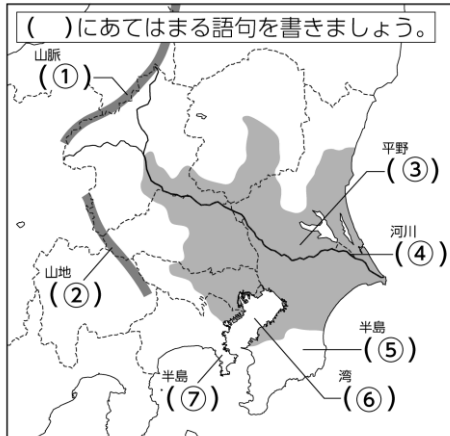 (　)にあてはまる語句を書きましょう。
山脈
(①)
平野
(③)
河川
(④)
山地
(②)
半島
(⑤)
半島
(⑦)
湾
(⑥)